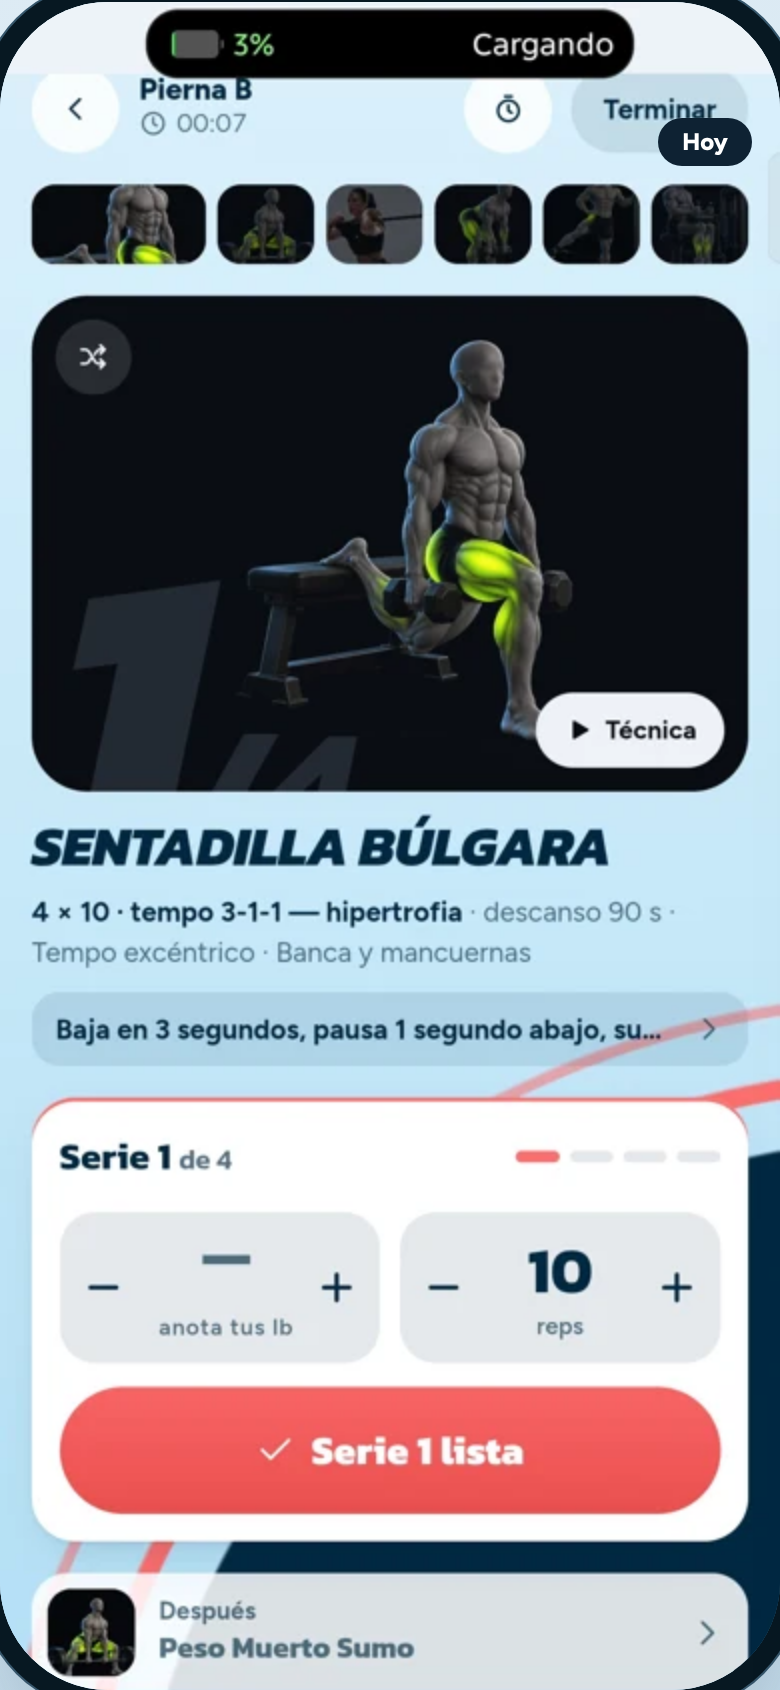 3%
Cargando
Pierna B
00:07
Terminar
Hoy
Técnica
SENTADILLA BÚLGARA
4 × 10 · tempo 3-1-1 — hipertrofia · descanso 90 s ·
Tempo excéntrico · Banca y mancuernas
Baja en 3 segundos, pausa 1 segundo abajo, su...
Serie 1 de 4
− — +
− 10 +
anota tus lb
reps
Serie 1 lista
Después
Peso Muerto Sumo